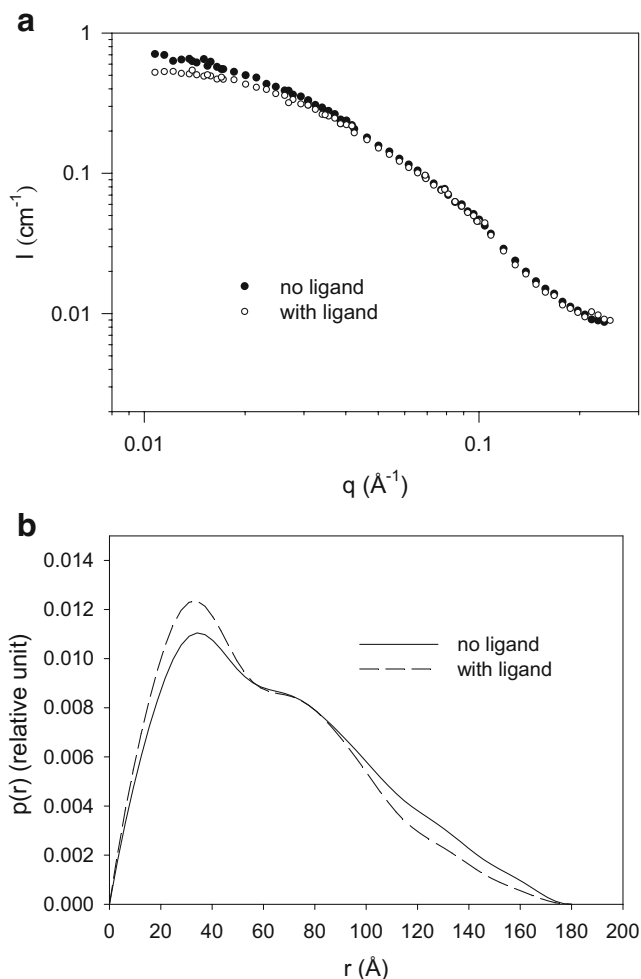 a
1
0.1
0.01
I (cm⁻¹)
no ligand
with ligand
0.01
0.1
q (Å⁻¹)
b
0.014
0.012
0.010
0.008
0.006
0.004
0.002
0.000
p(r) (relative unit)
no ligand
with ligand
0 20 40 60 80 100 120 140 160 180 200
r (Å)